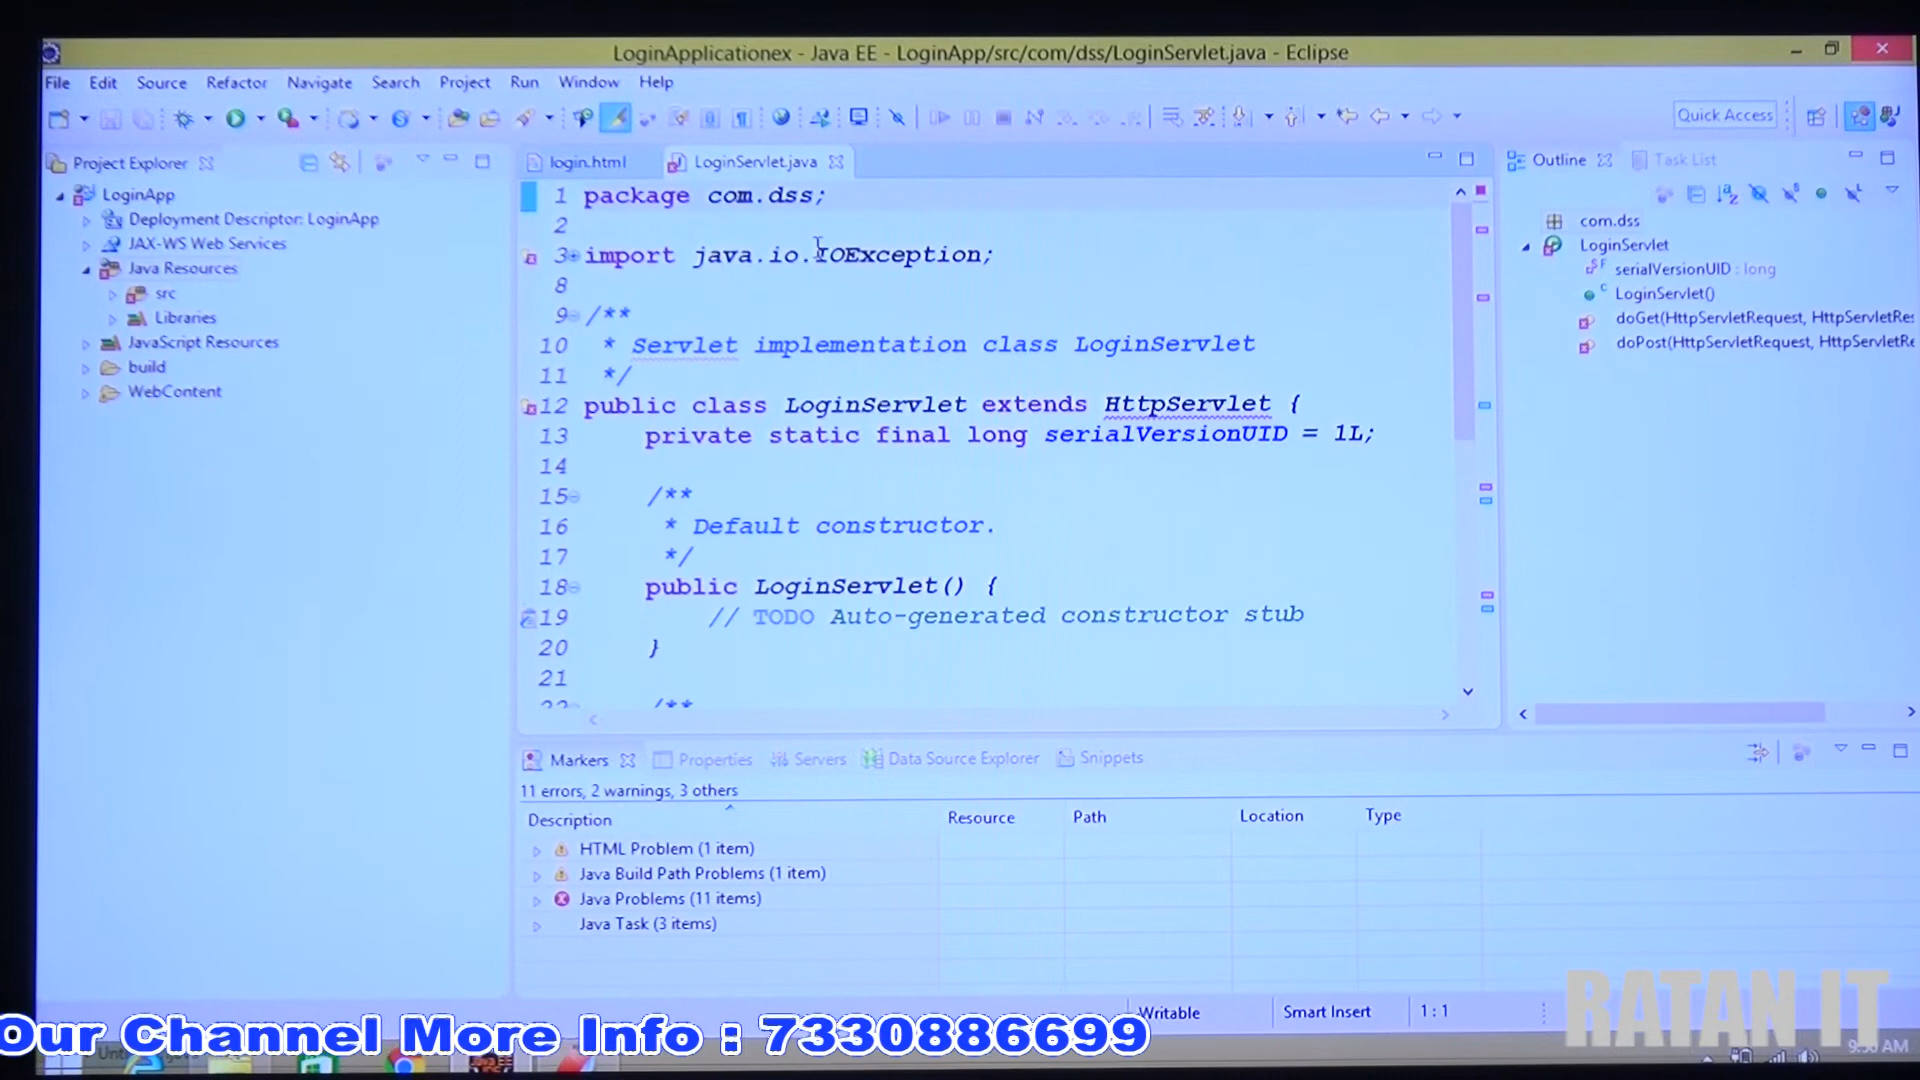 LoginApplicationex - Java EE - LoginApp/src/com/dss/LoginServlet.java - Eclipse
File Edit Source Refactor Navigate Search Project Run Window Help
Quick Access
Project Explorer
LoginApp
Deployment Descriptor: LoginApp
JAX-WS Web Services
Java Resources
src
Libraries
JavaScript Resources
build
WebContent
login.html LoginServlet.java
1 package com.dss;
2
3 import java.io.IOException;
8
9 /**
10 * Servlet implementation class LoginServlet
11 */
12 public class LoginServlet extends HttpServlet {
13 private static final long serialVersionUID = 1L;
14
15 /**
16 * Default constructor.
17 */
18 public LoginServlet() {
19 // TODO Auto-generated constructor stub
20 }
21
22 /**
Outline Task List
com.dss
LoginServlet
serialVersionUID : long
LoginServlet()
doGet(HttpServletRequest, HttpServletRes
doPost(HttpServletRequest, HttpServletRe
Markers Properties Servers Data Source Explorer Snippets
11 errors, 2 warnings, 3 others
Description Resource Path Location Type
HTML Problem (1 item)
Java Build Path Problems (1 item)
Java Problems (11 items)
Java Task (3 items)
Writable Smart Insert 1 : 1
RATAN IT
Our Channel More Info : 7330886699